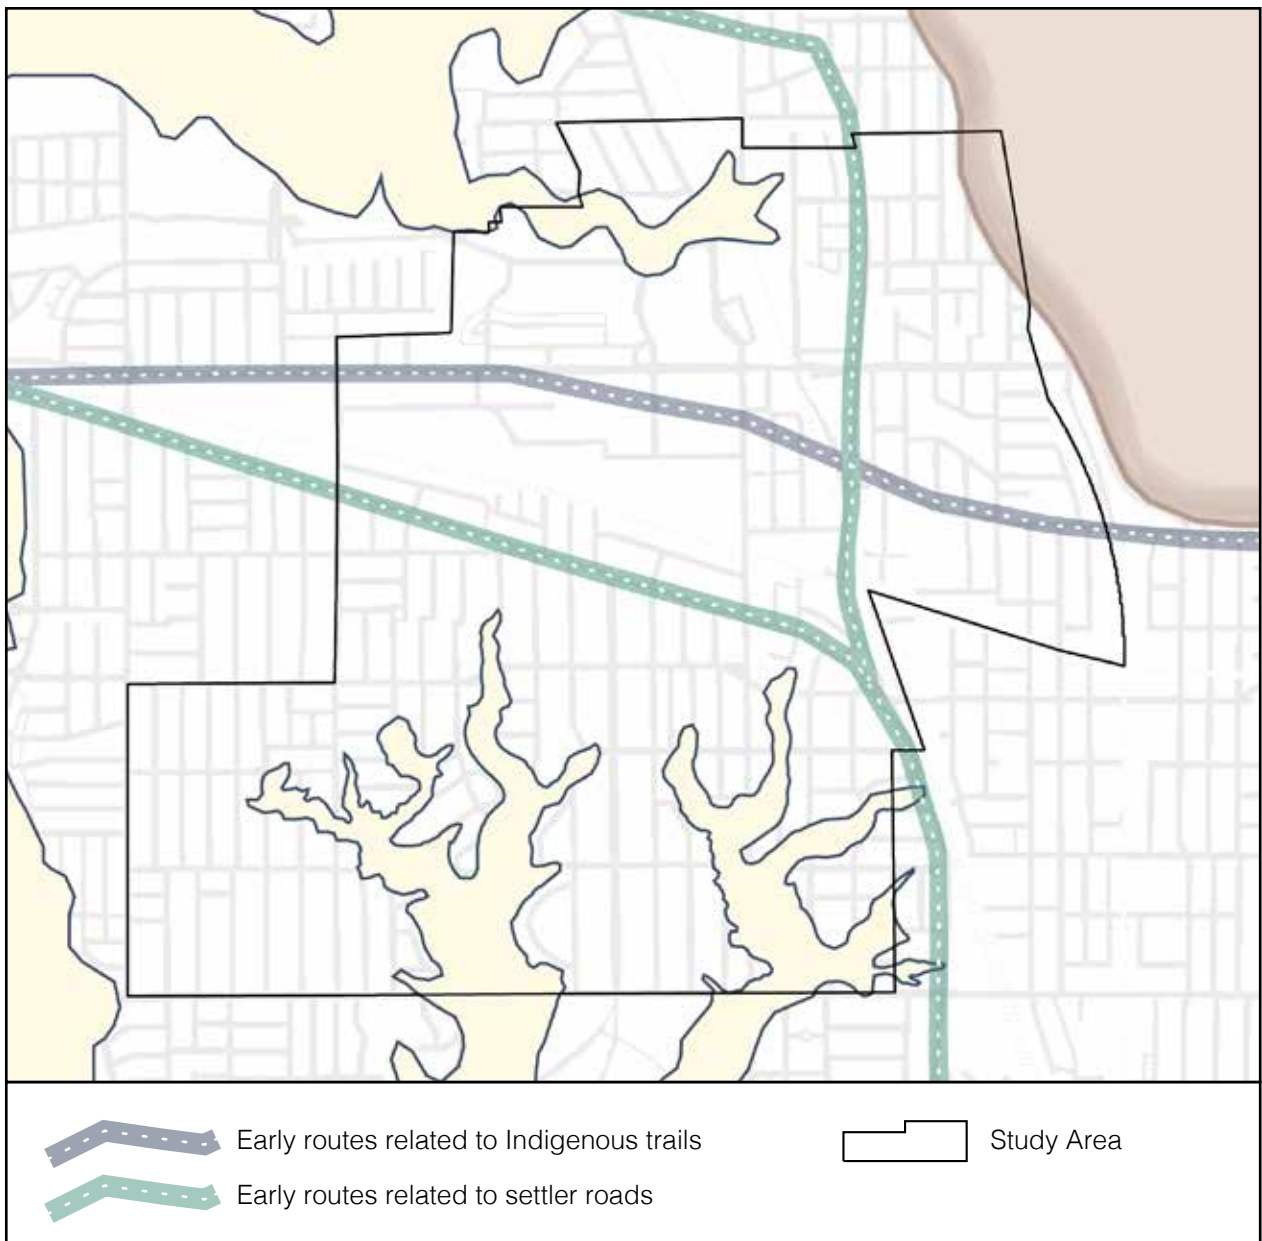 Early routes related to Indigenous trails
Study Area
Early routes related to settler roads